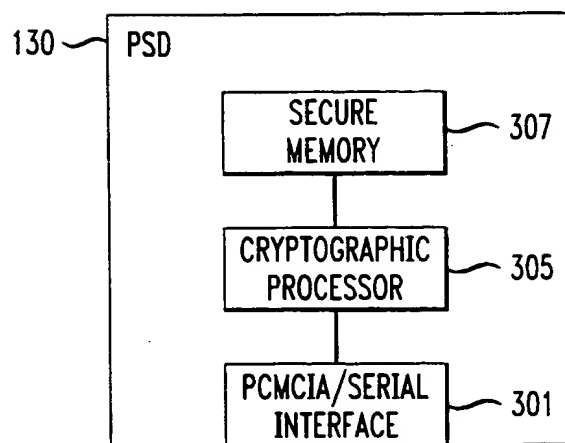 130
PSD
SECURE
MEMORY
307
CRYPTOGRAPHIC
PROCESSOR
305
PCMCIA/SERIAL
INTERFACE
301